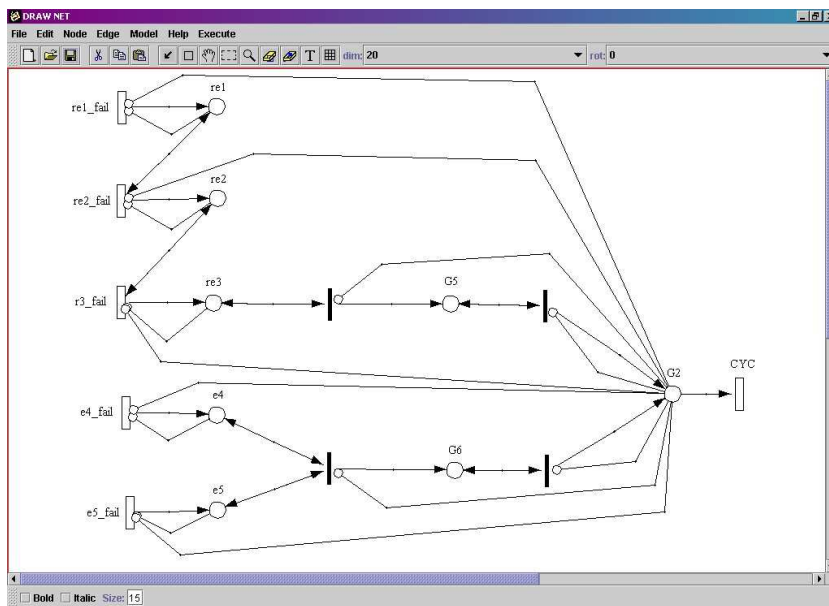 DRAW NET
File Edit Node Edge Model Help Execute
T dim: 20 rot: 0
re1
re1_fail
re2
re2_fail
re3
G5
r3_fail
CYC
G2
e4
e4_fail
G6
e5
e5_fail
Bold Italic Size: 15